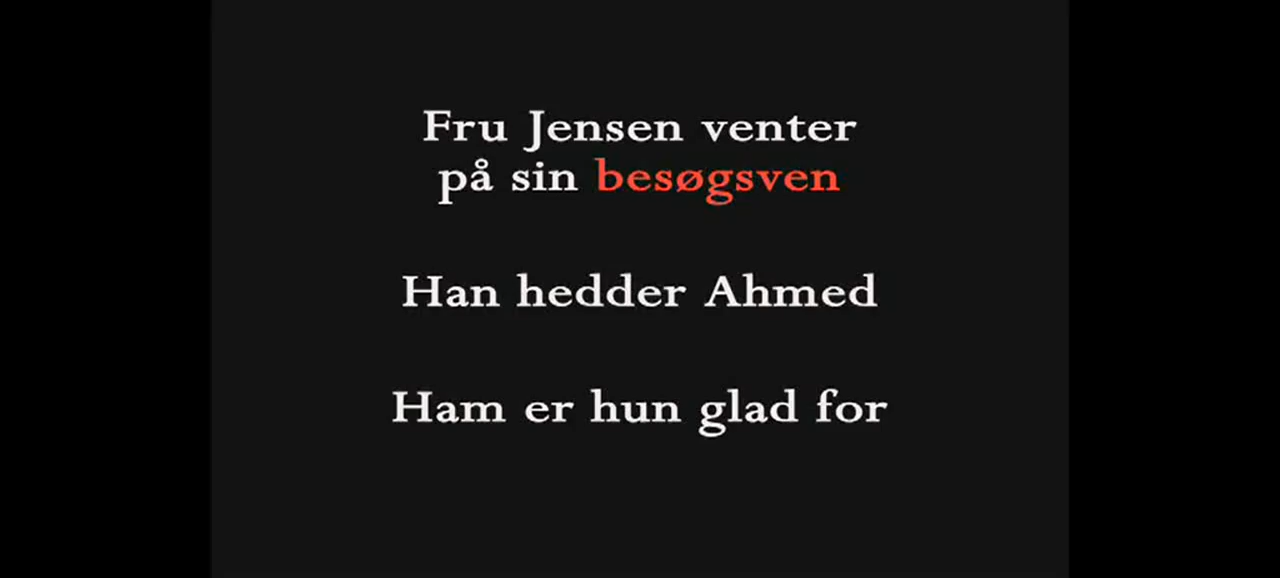 Fru Jensen venter
på sin besøgsven
Han hedder Ahmed
Ham er hun glad for